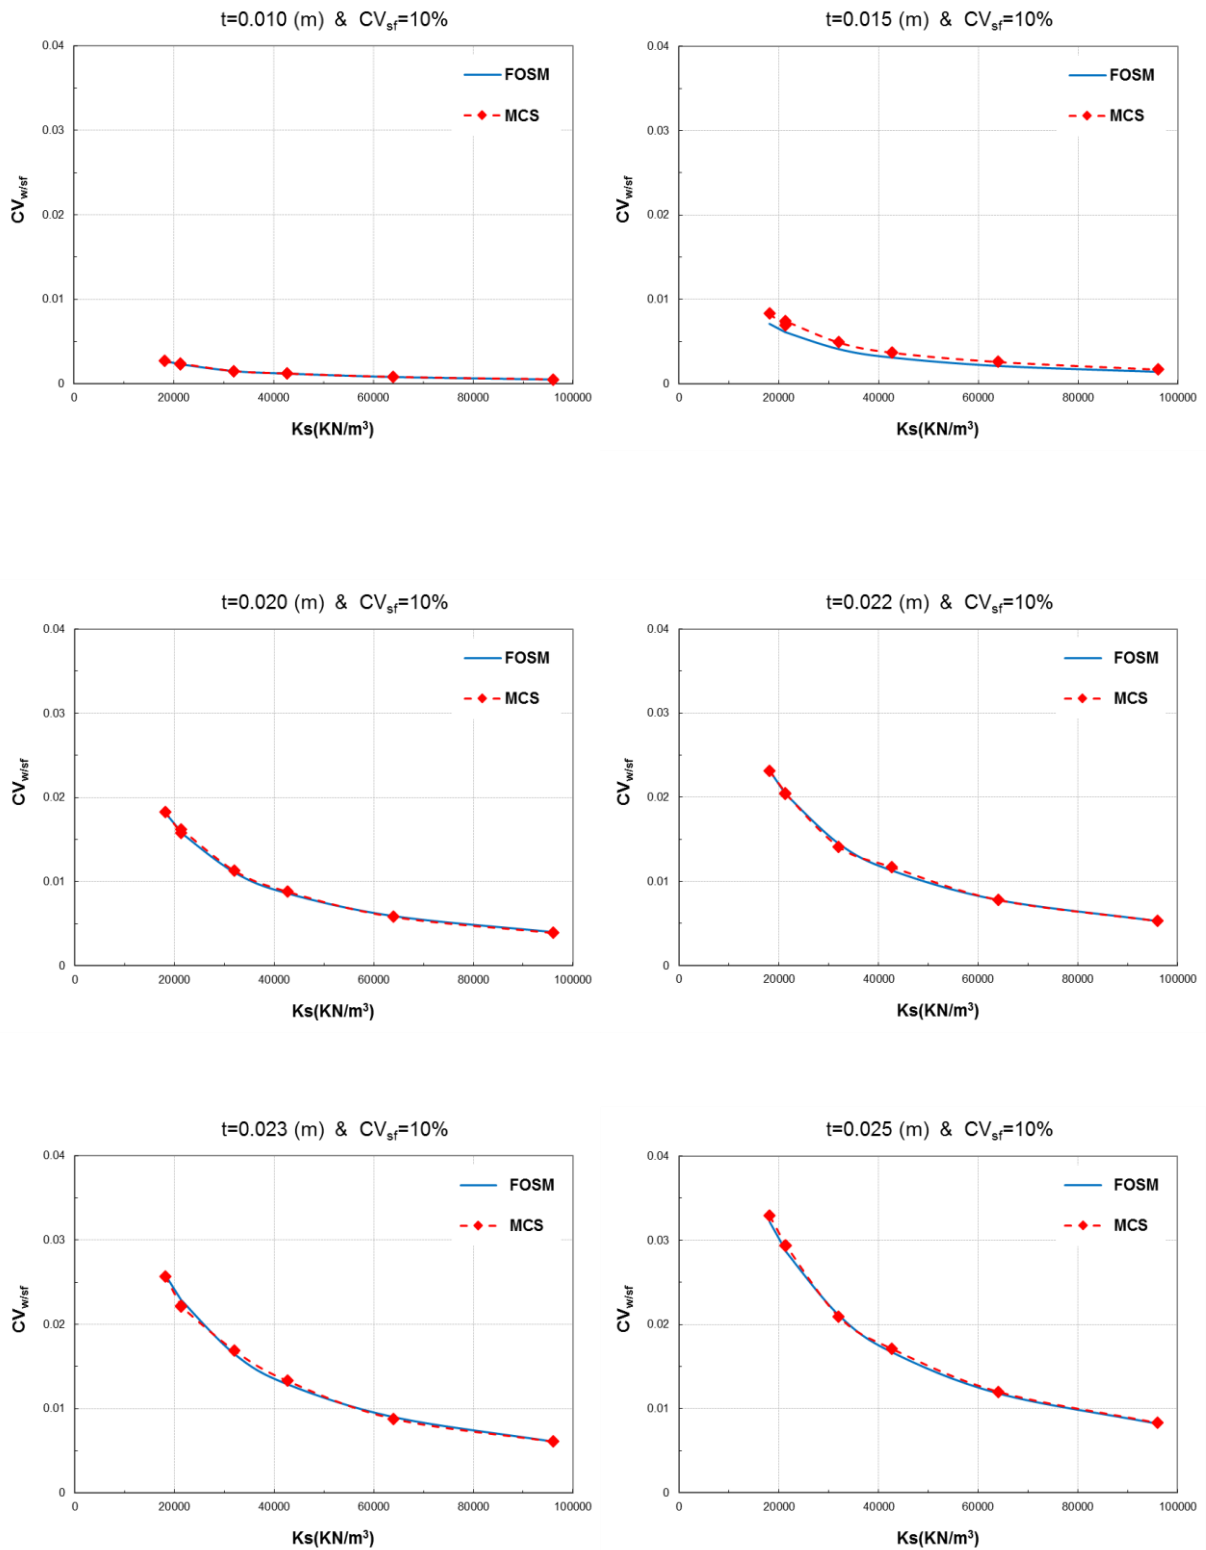 t=0.010 (m) & CVsf=10%
0.04
0.03
0.02
0.01
0
CVw/sf
FOSM
MCS
0 20000 40000 60000 80000 100000
Ks(KN/m³)
t=0.015 (m) & CVsf=10%
0.04
0.03
0.02
0.01
0
CVw/sf
FOSM
MCS
0 20000 40000 60000 80000 100000
Ks(KN/m³)
t=0.020 (m) & CVsf=10%
0.04
0.03
0.02
0.01
0
CVw/sf
FOSM
MCS
0 20000 40000 60000 80000 100000
Ks(KN/m³)
t=0.022 (m) & CVsf=10%
0.04
0.03
0.02
0.01
0
CVw/sf
FOSM
MCS
0 20000 40000 60000 80000 100000
Ks(KN/m³)
t=0.023 (m) & CVsf=10%
0.04
0.03
0.02
0.01
0
CVw/sf
FOSM
MCS
0 20000 40000 60000 80000 100000
Ks(KN/m³)
t=0.025 (m) & CVsf=10%
0.04
0.03
0.02
0.01
0
CVw/sf
FOSM
MCS
0 20000 40000 60000 80000 100000
Ks(KN/m³)